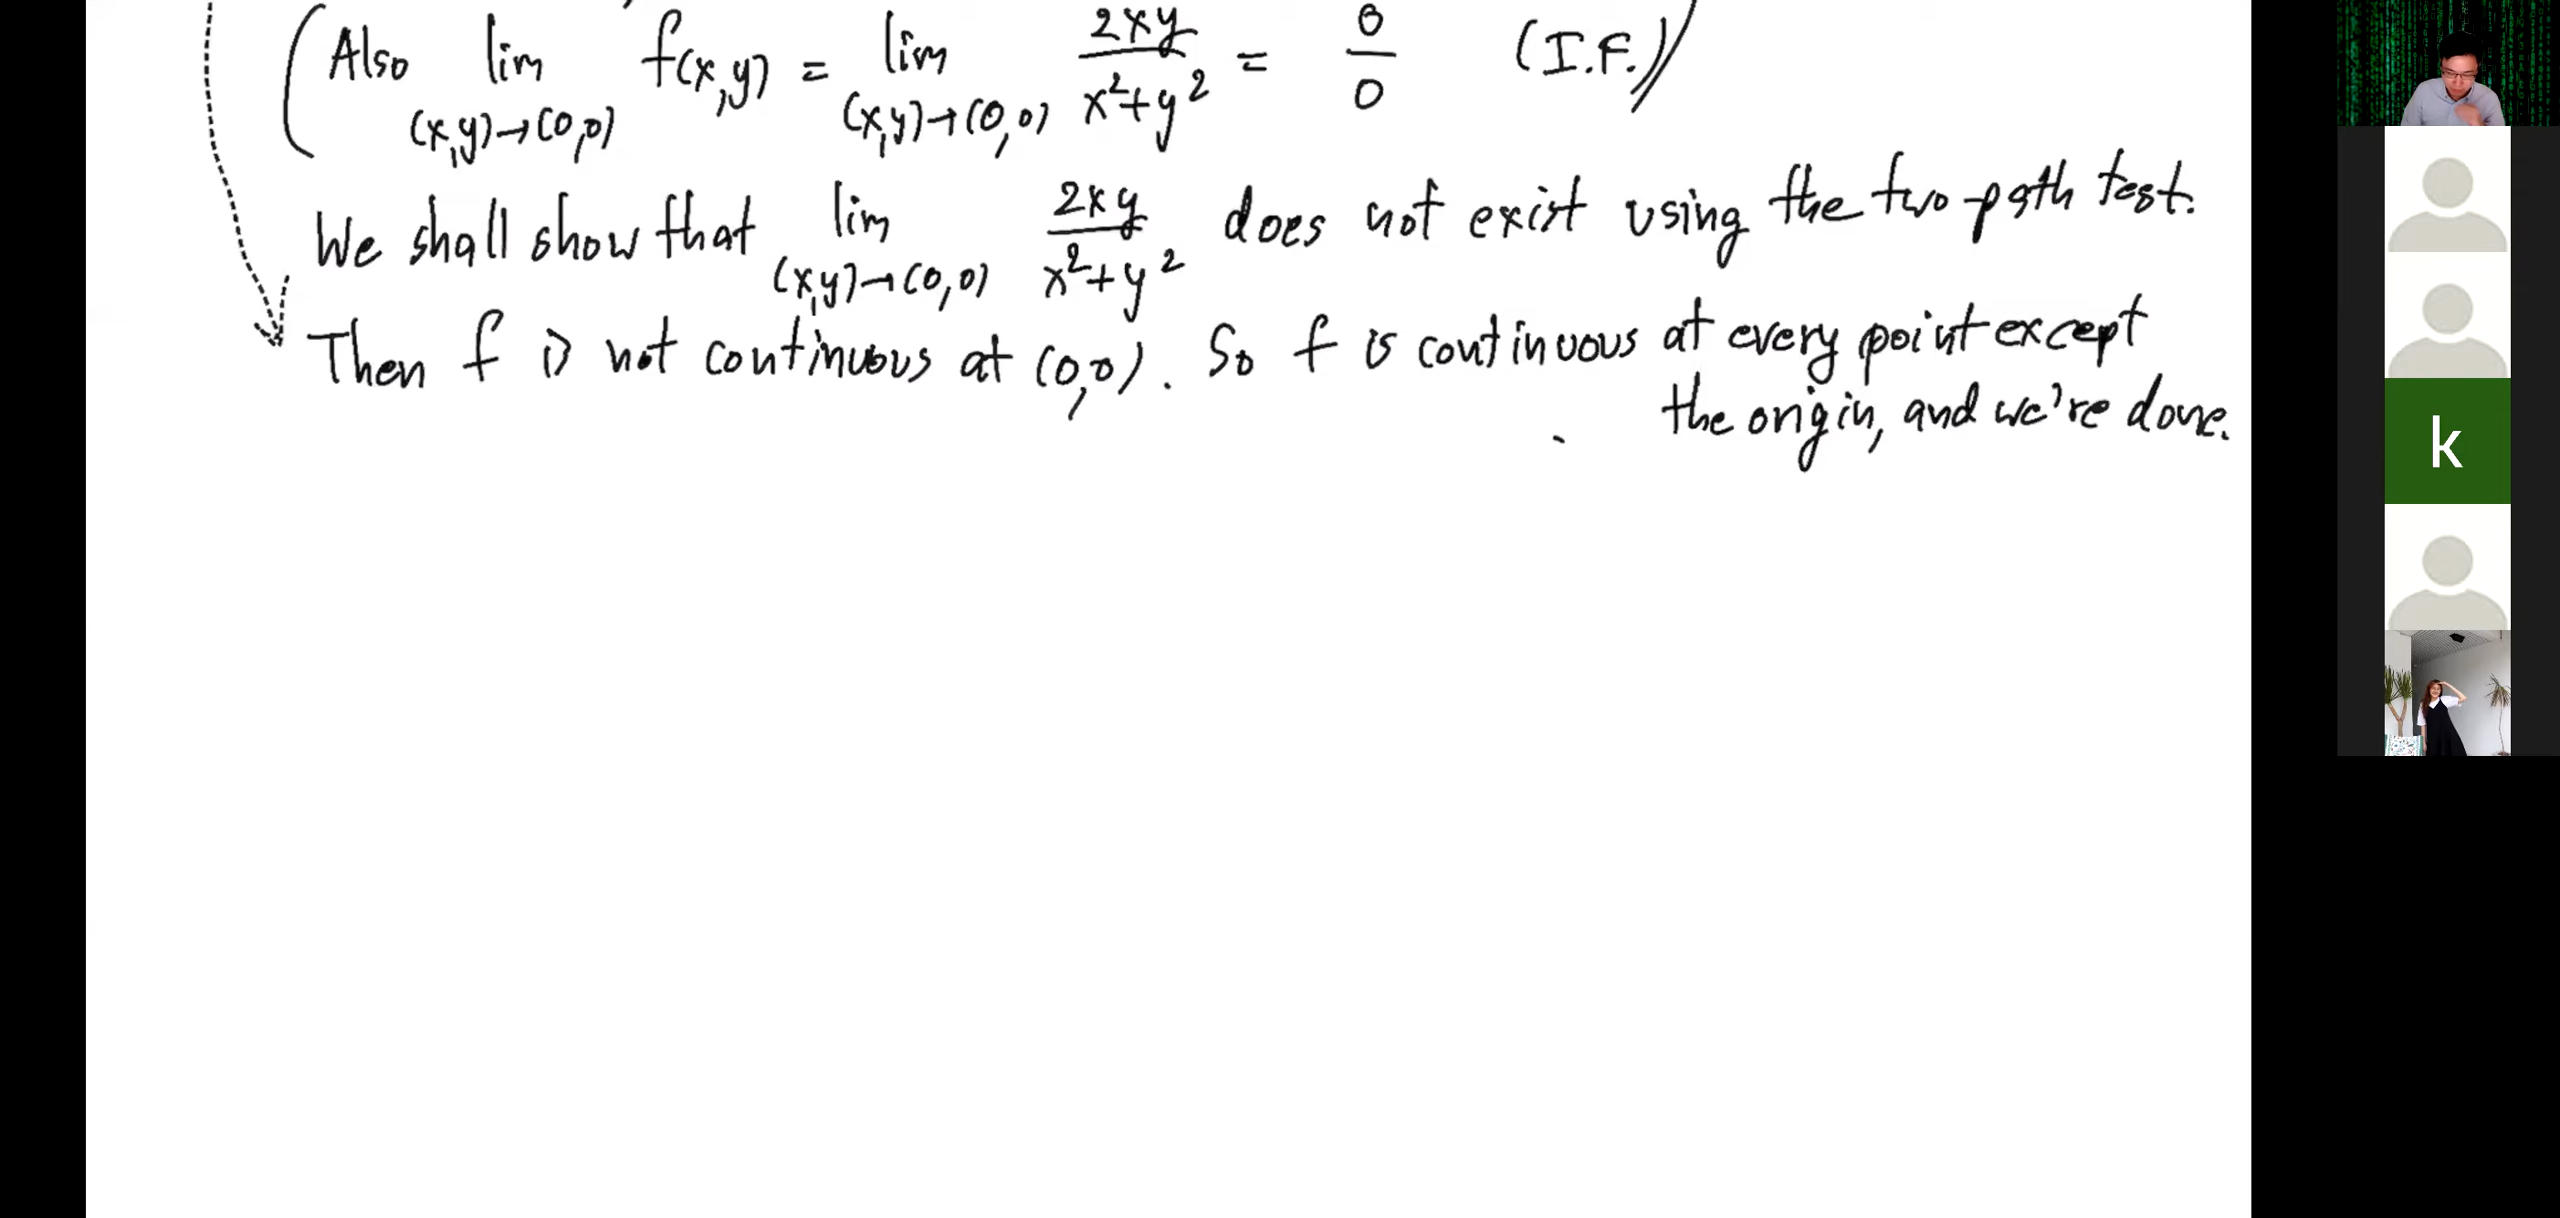 (Also lim f(x,y) = lim 2xy / x²+y² = 0/0 (I.F.))
(x,y)→(0,0) (x,y)→(0,0)
We shall show that lim 2xy / x²+y² does not exist using the two-path test.
(x,y)→(0,0)
Then f is not continuous at (0,0). So f is continuous at every point except
the origin, and we're done.
k